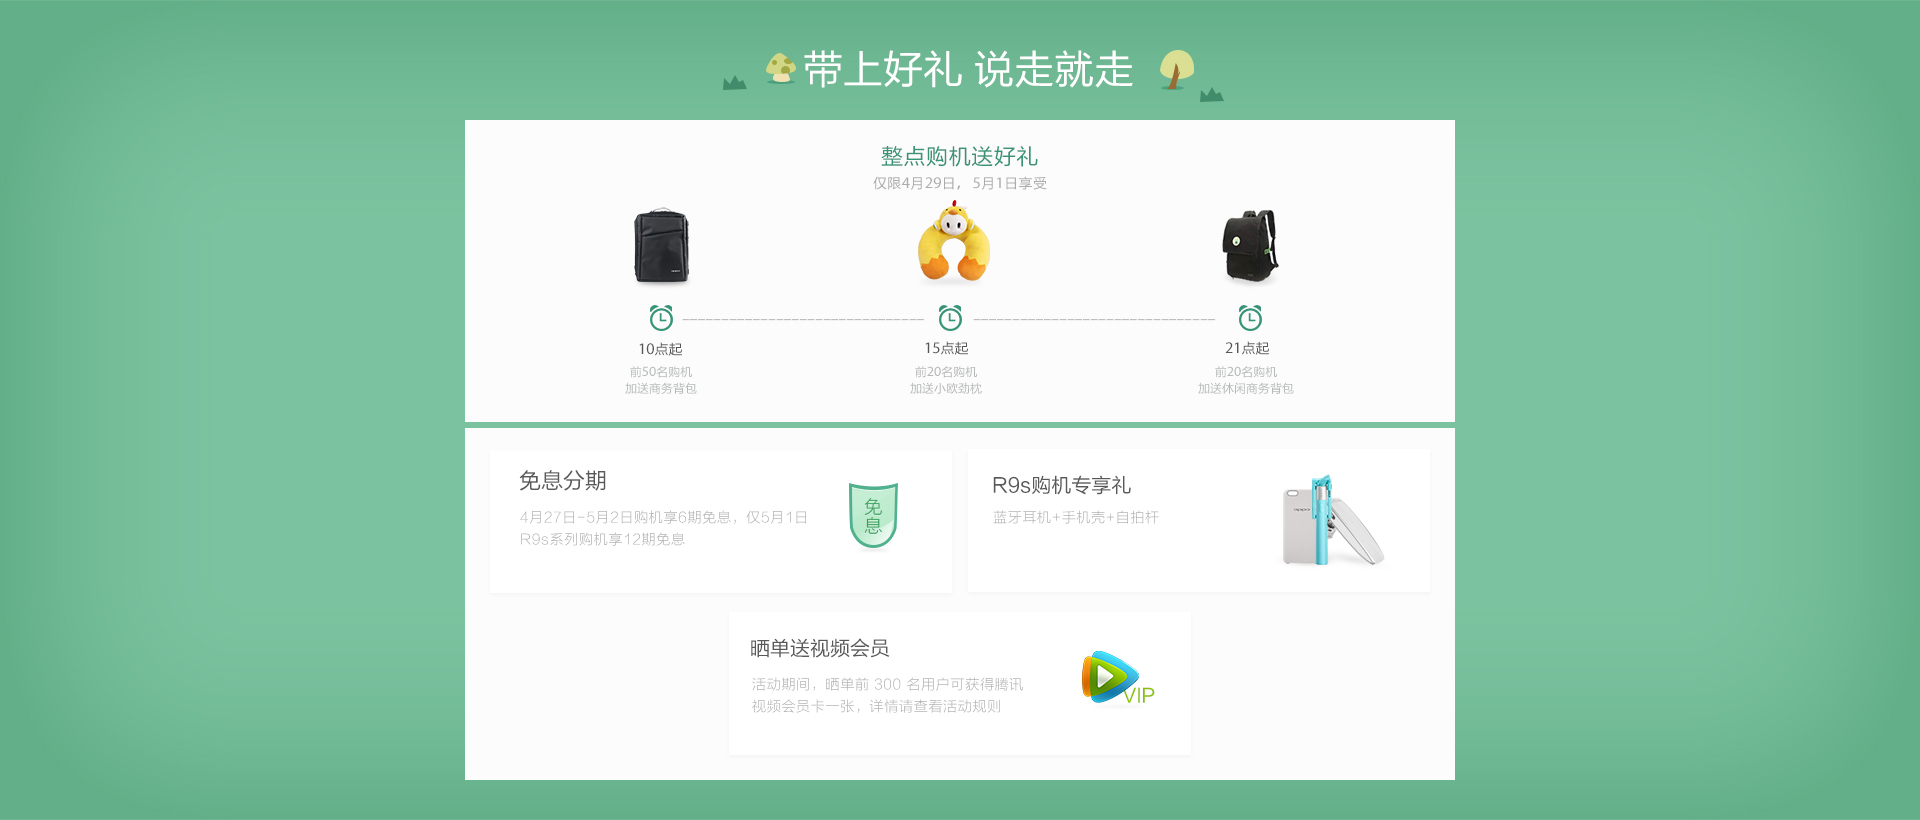 带上好礼 说走就走
整点购机送好礼
仅限4月29日，5月1日享受
10点起
前50名购机
加送商务背包
15点起
前20名购机
加送小欧劲枕
21点起
前20名购机
加送休闲商务背包
免息分期
4月27日-5月2日购机享6期免息，仅5月1日
R9s系列购机享12期免息
免
息
R9s购机专享礼
蓝牙耳机+手机壳+自拍杆
晒单送视频会员
活动期间，晒单前 300 名用户可获得腾讯
视频会员卡一张，详情请查看活动规则
VIP